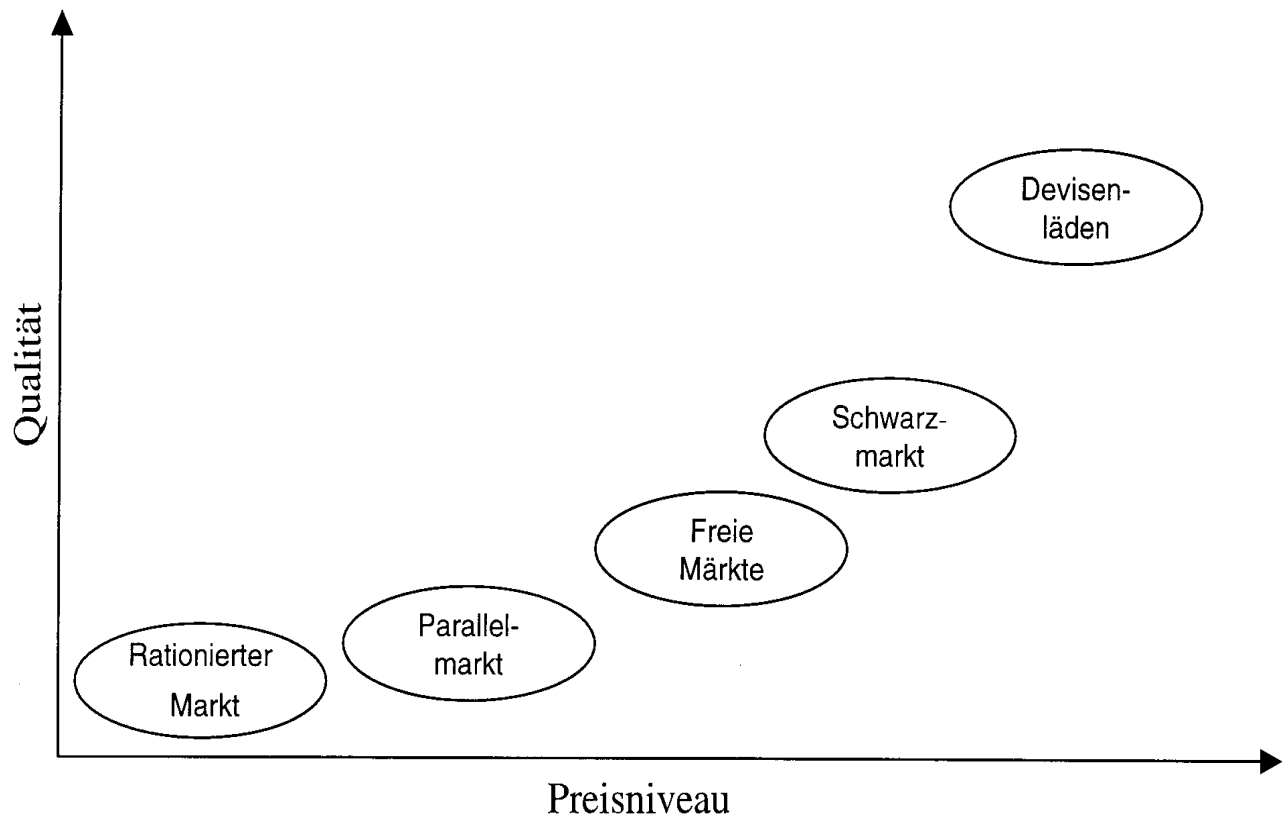 Devisen-
läden
Qualität
Schwarz-
markt
Freie
Märkte
Parallel-
markt
Rationierter
Markt
Preisniveau